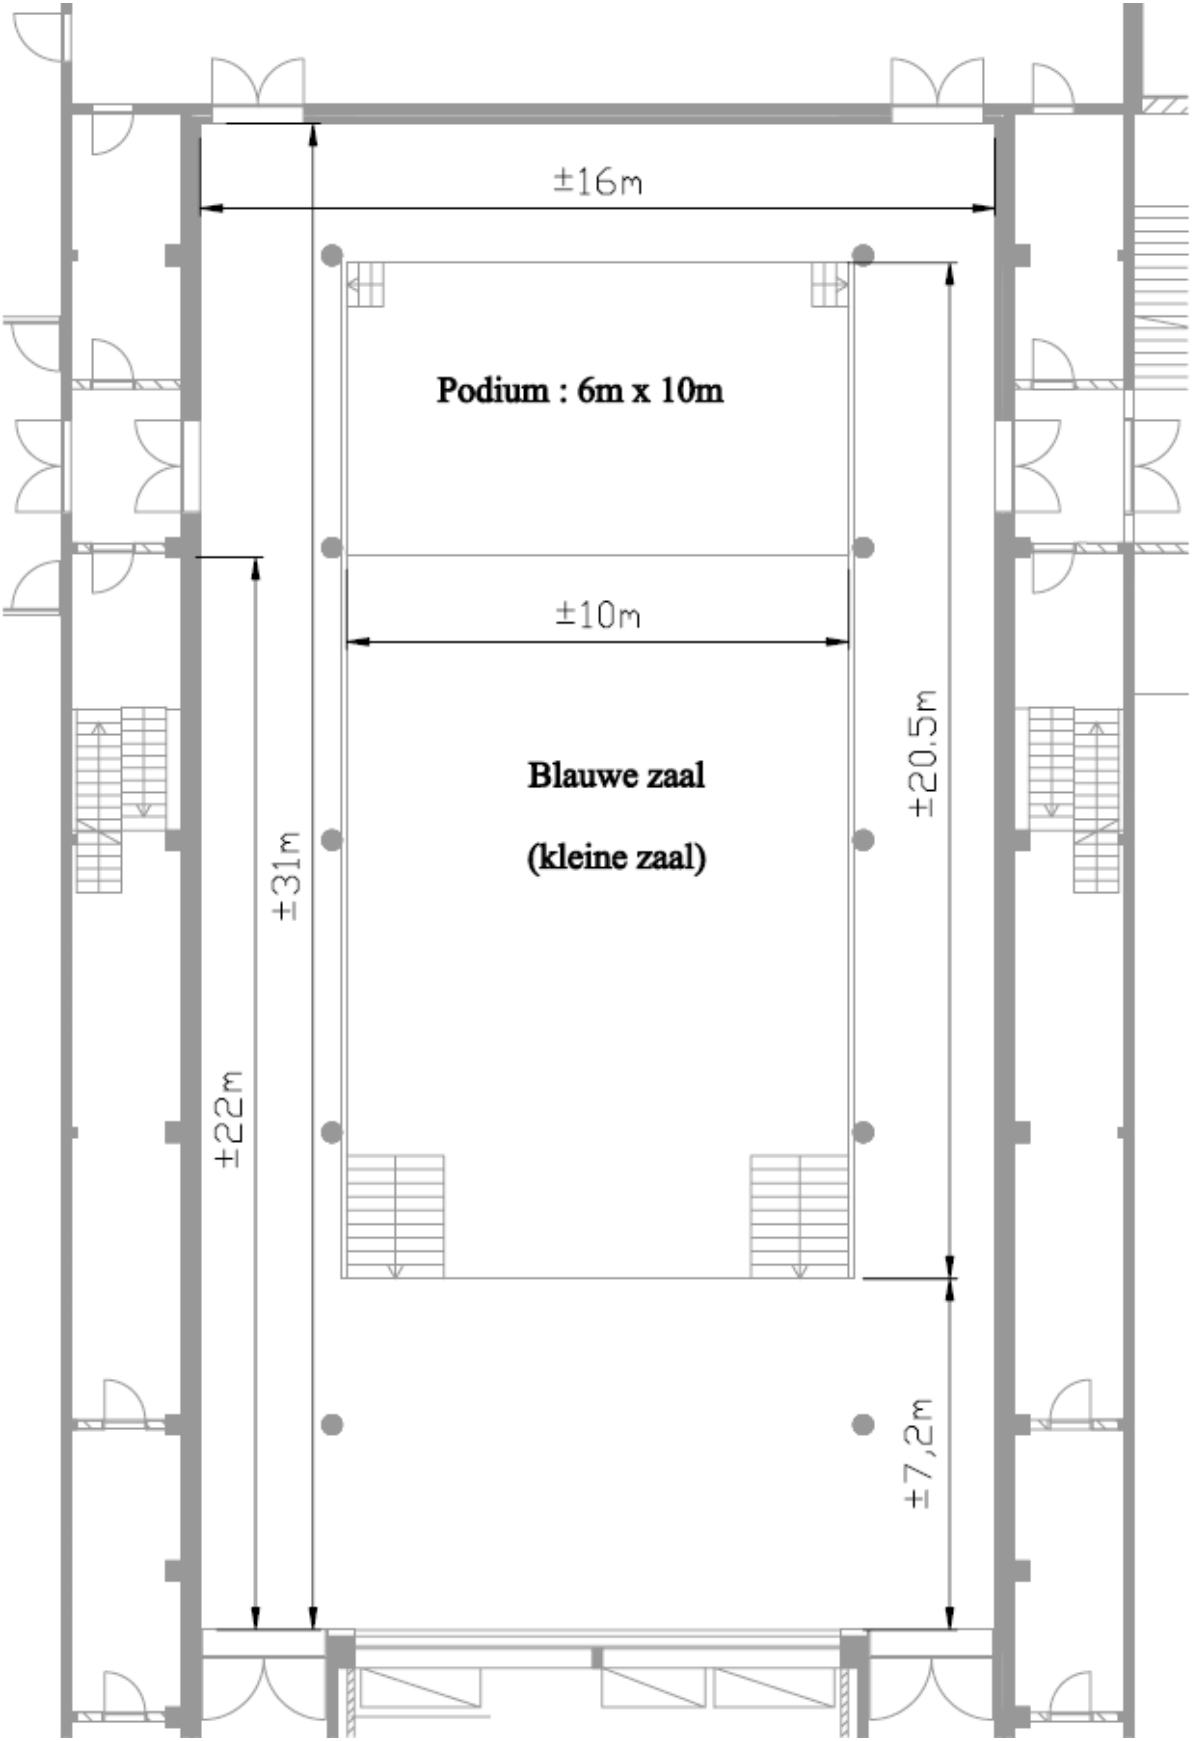 ±16m
Podium : 6m x 10m
±10m
±20.5m
Blauwe zaal
(kleine zaal)
±31m
±22m
±7,2m